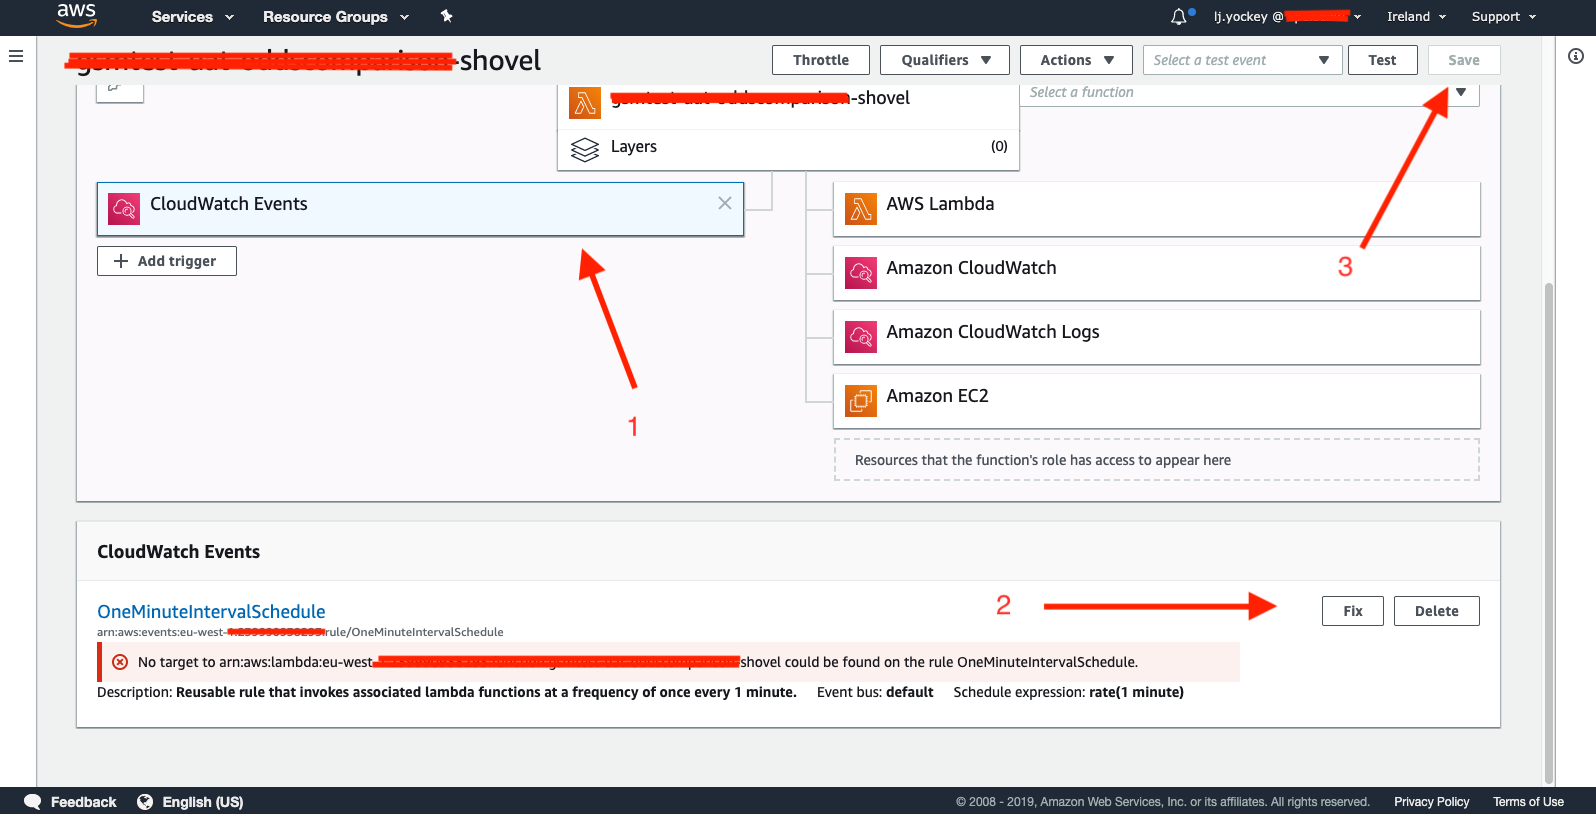 aws
Services
Resource Groups
lj.yockey @
Ireland
Support
-shovel
Throttle
Qualifiers
Actions
Select a test event
Test
Save
-shovel
Select a function
Layers
(0)
CloudWatch Events
Add trigger
AWS Lambda
Amazon CloudWatch
Amazon CloudWatch Logs
Amazon EC2
Resources that the function's role has access to appear here
1
3
CloudWatch Events
OneMinuteIntervalSchedule
arn:aws:events:eu-west- rule/OneMinuteIntervalSchedule
2
Fix
Delete
No target to arn:aws:lambda:eu-west shovel could be found on the rule OneMinuteIntervalSchedule.
Description: Reusable rule that invokes associated lambda functions at a frequency of once every 1 minute. Event bus: default Schedule expression: rate(1 minute)
Feedback
English (US)
© 2008 - 2019, Amazon Web Services, Inc. or its affiliates. All rights reserved.
Privacy Policy
Terms of Use